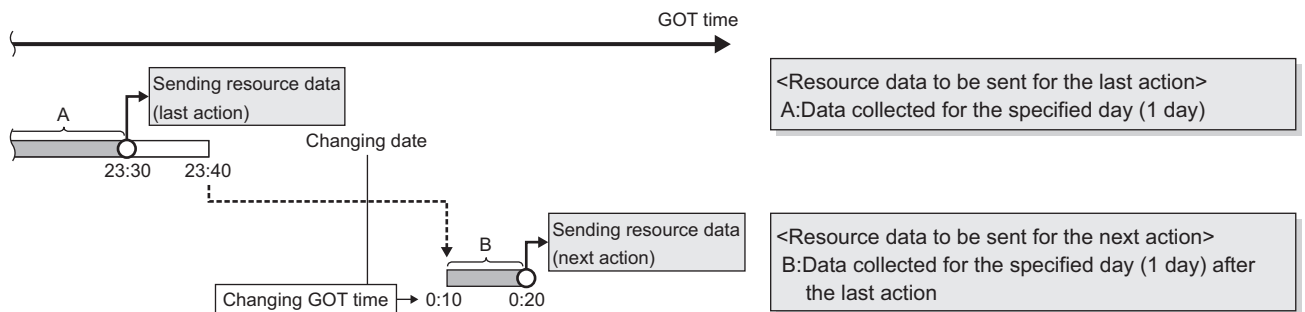 GOT time
Sending resource data
(last action)
A
Changing date
23:30
23:40
<Resource data to be sent for the last action>
A:Data collected for the specified day (1 day)
B
Sending resource data
(next action)
Changing GOT time
0:10
0:20
<Resource data to be sent for the next action>
B:Data collected for the specified day (1 day) after
the last action